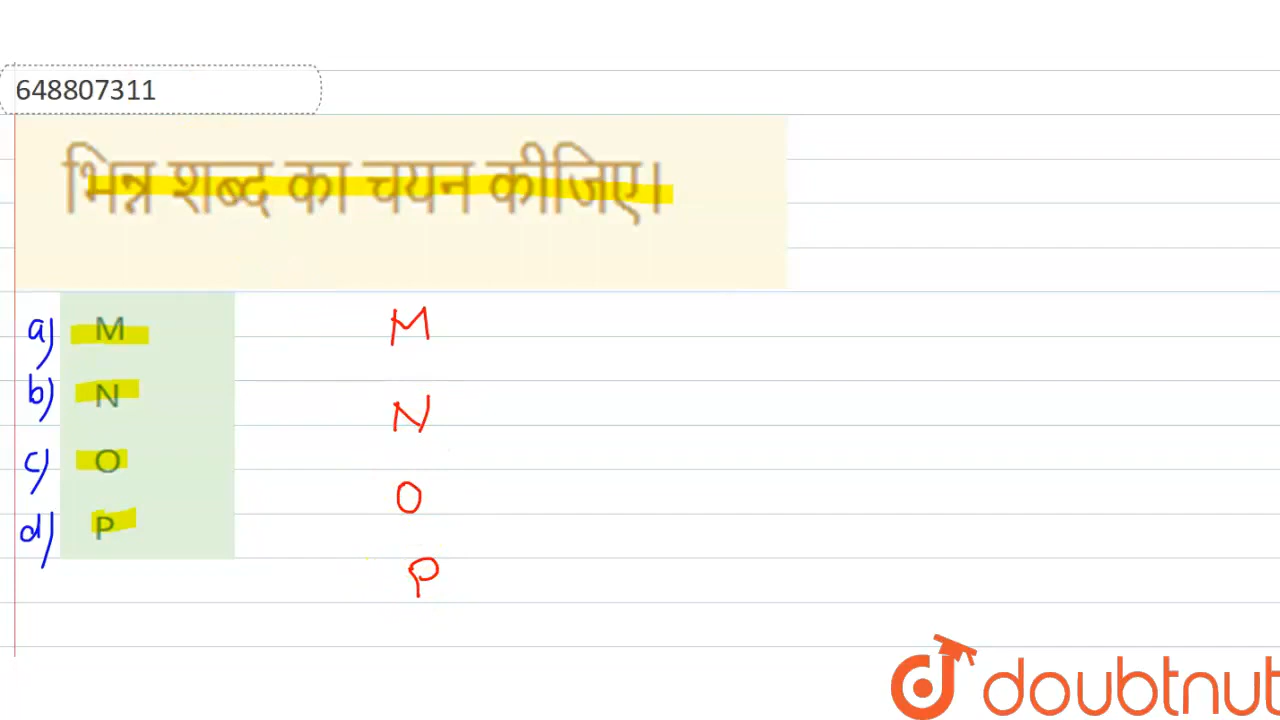 648807311
भिन्न शब्द का चयन कीजिए।
a) M M
b) N N
c) O O
d) P P
doubtnut